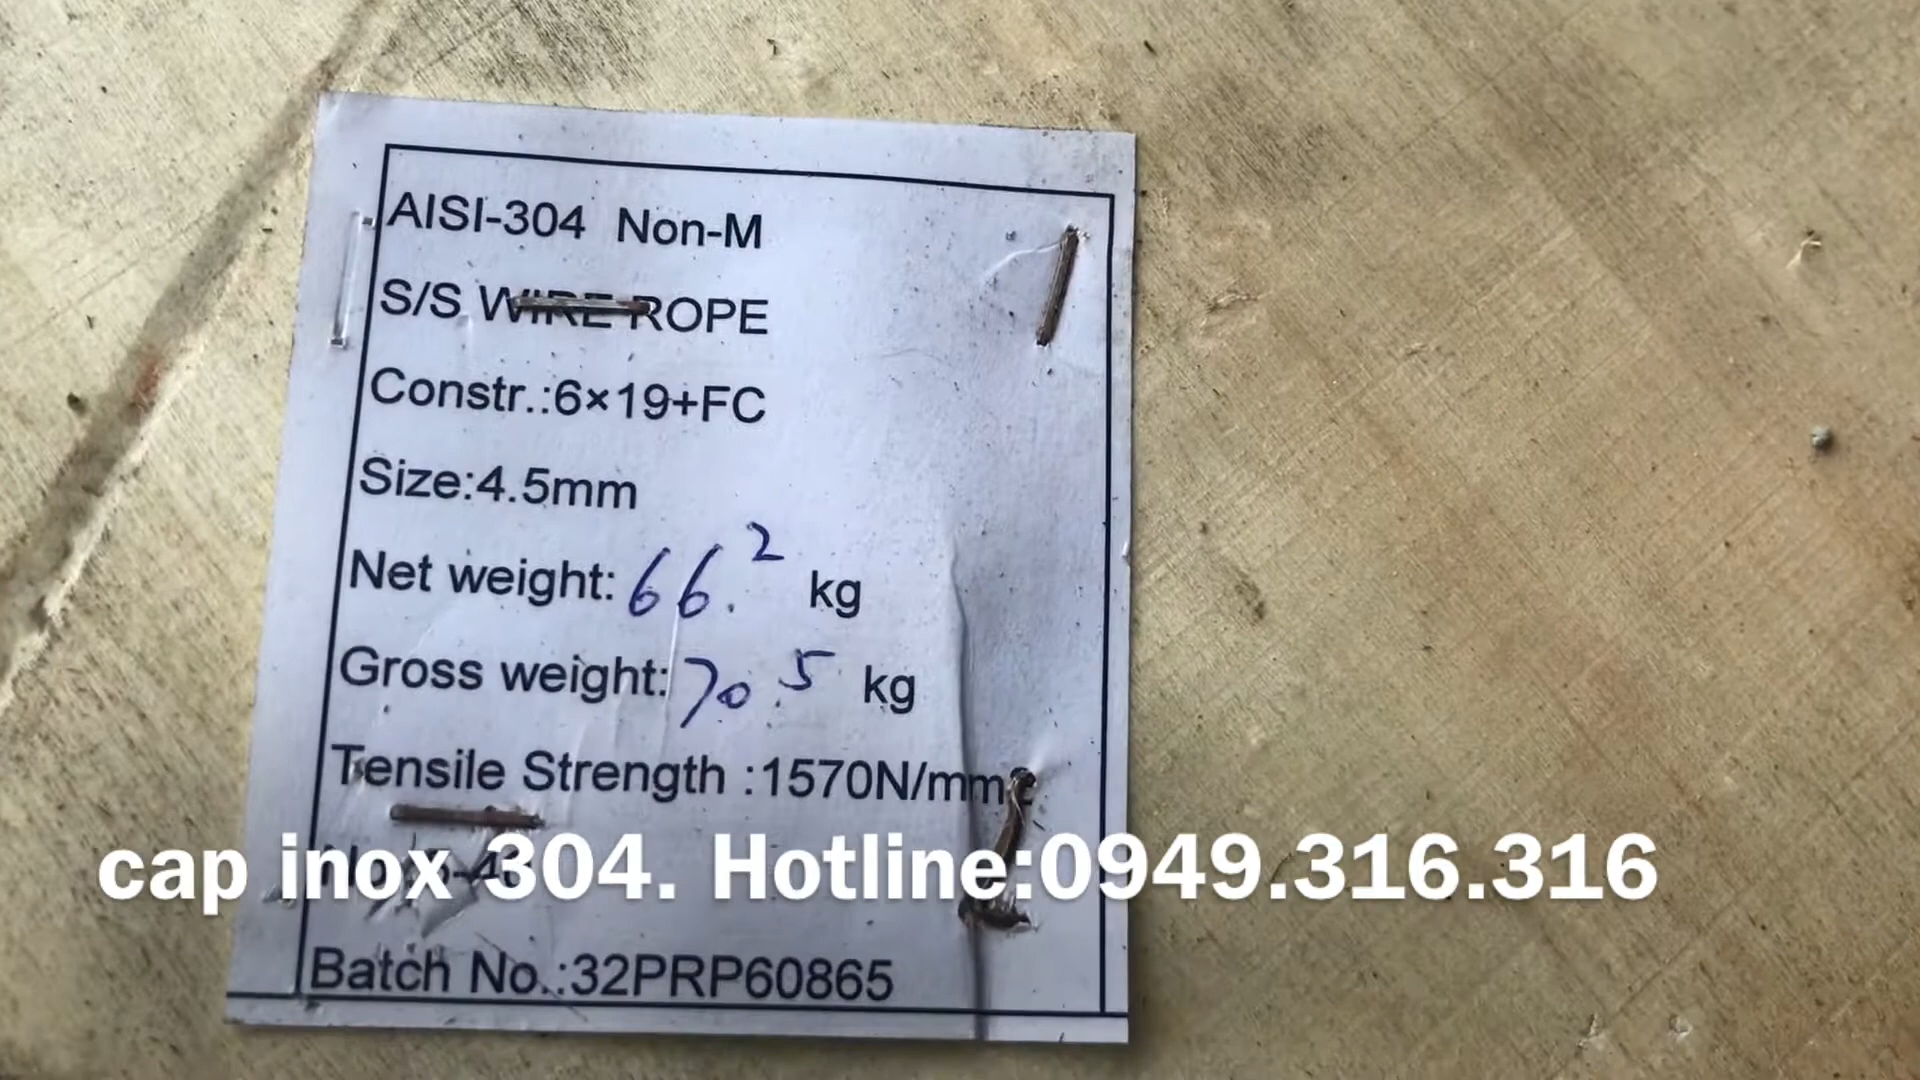 AISI-304 Non-M
S/S WIRE ROPE
Constr.:6×19+FC
Size:4.5mm
Net weight: 66.2 kg
Gross weight: 70.5 kg
Tensile Strength :1570N/mm2
cap inox 304. Hotline:0949.316.316
Batch No.:32PRP60865